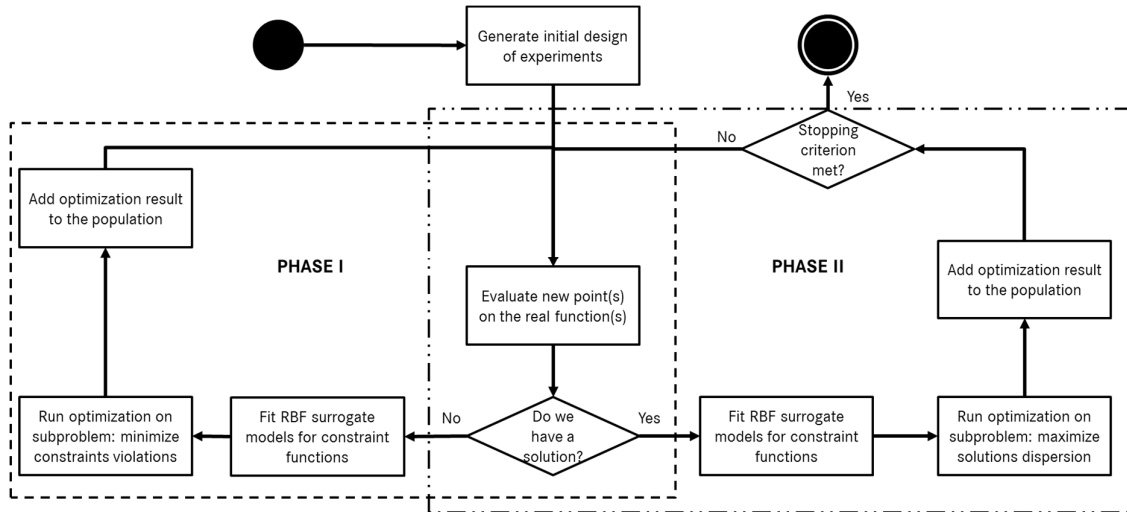 Generate initial design
of experiments
Yes
Stopping
criterion
met?
No
Add optimization result
to the population
PHASE I
Evaluate new point(s)
on the real function(s)
PHASE II
Add optimization result
to the population
Run optimization on
subproblem: minimize
constraints violations
Fit RBF surrogate
models for constraint
functions
No
Do we
have a
solution?
Yes
Fit RBF surrogate
models for constraint
functions
Run optimization on
subproblem: maximize
solutions dispersion